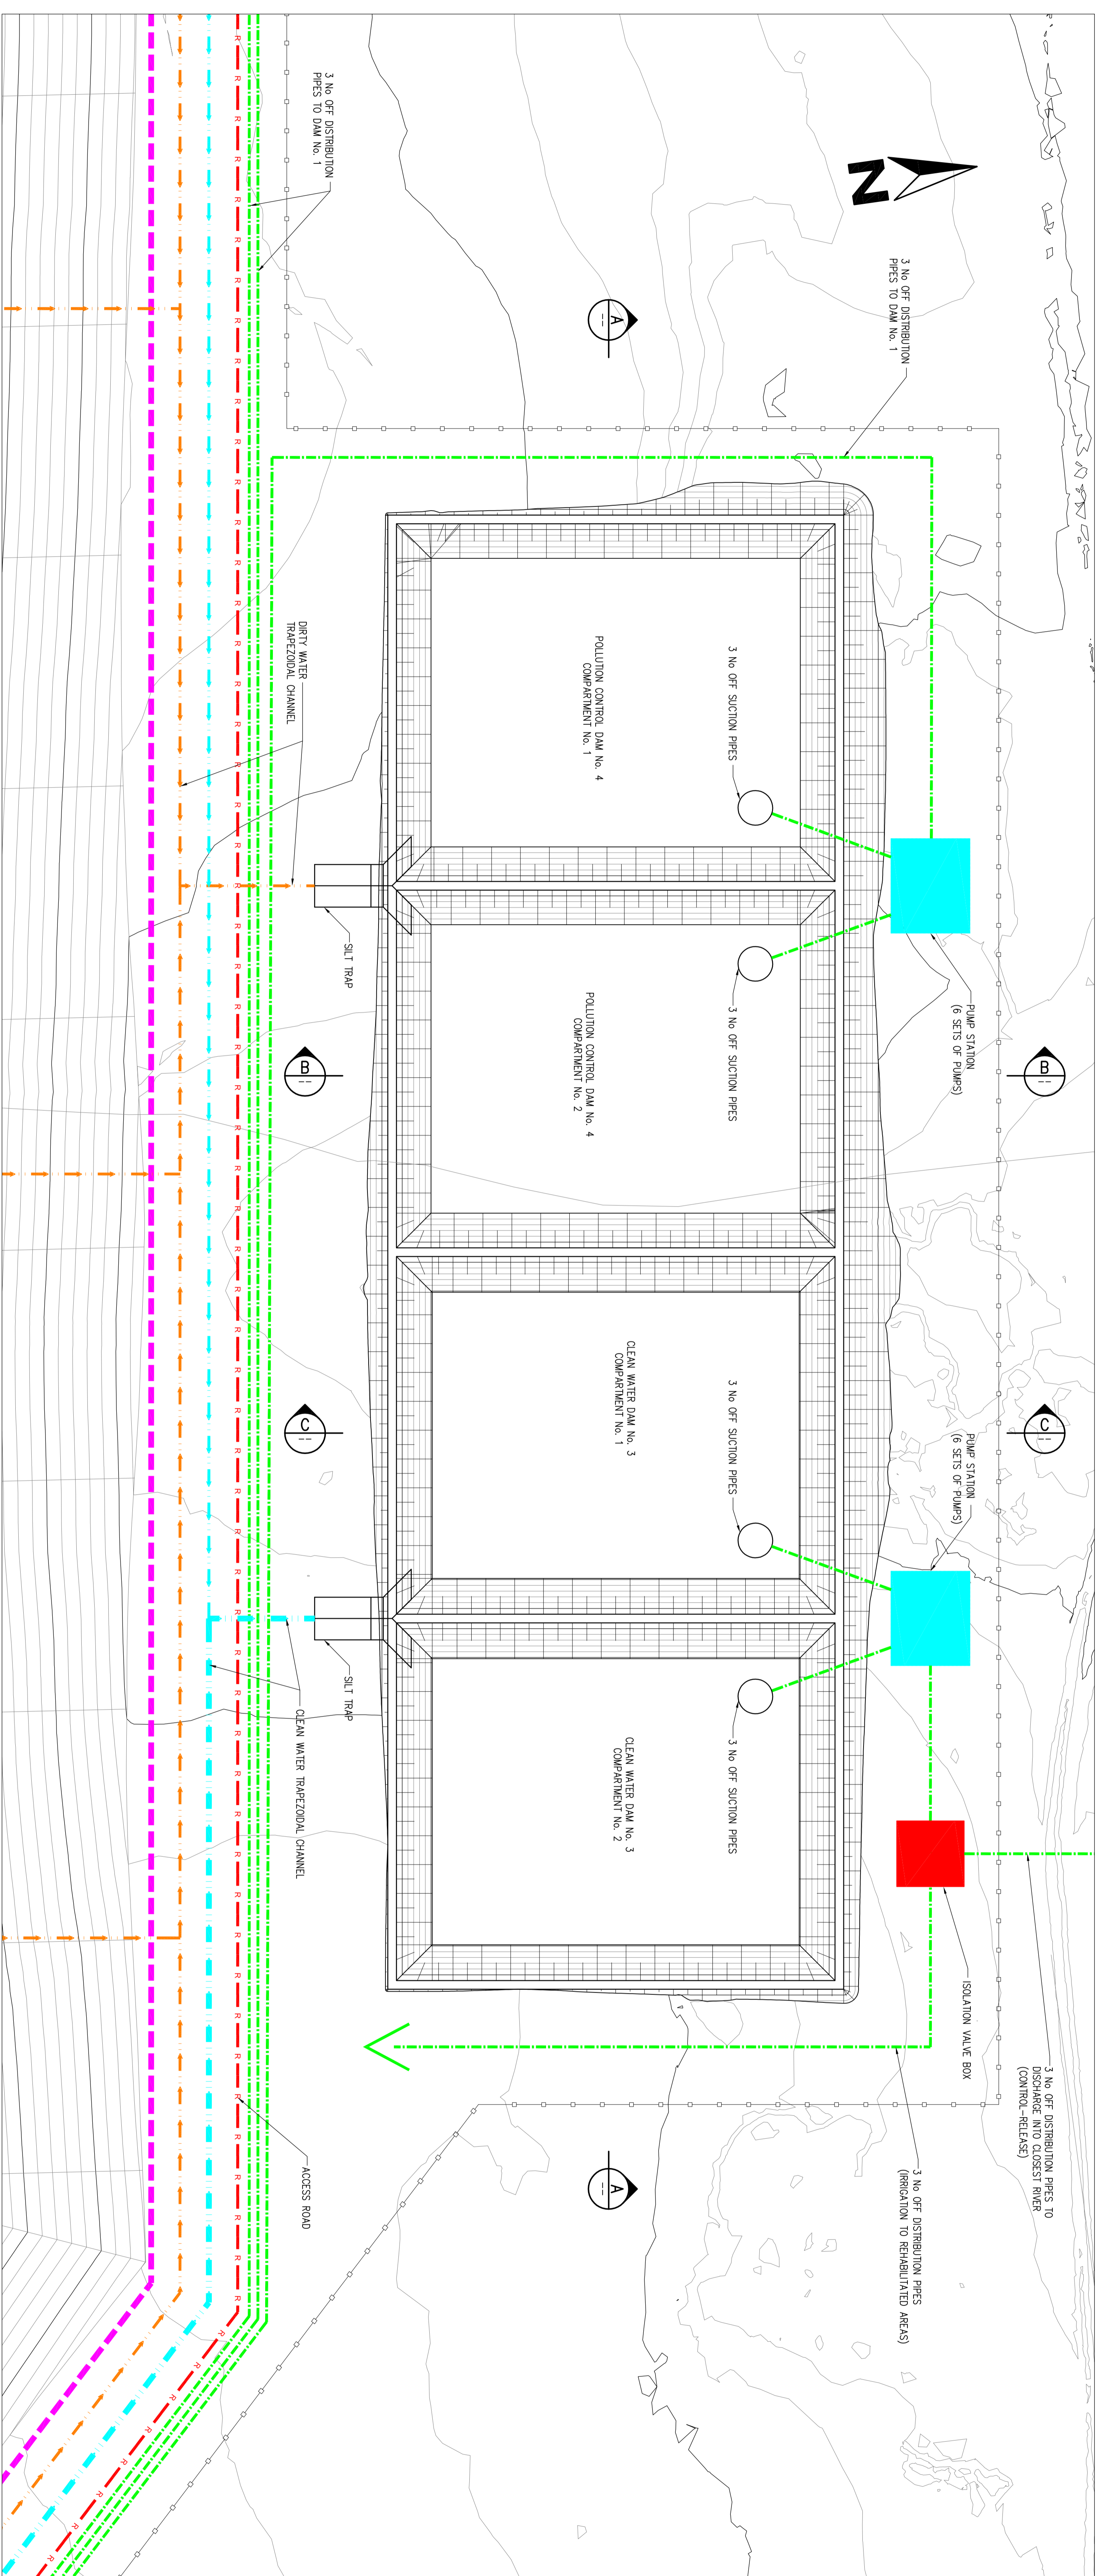 3 No OFF DISTRIBUTION
PIPES TO DAM No. 1
N
3 No OFF DISTRIBUTION
PIPES TO DAM No. 1
A
--
DIRTY WATER
TRAPEZOIDAL CHANNEL
POLLUTION CONTROL DAM No. 4
COMPARTMENT No. 1
3 No OFF SUCTION PIPES
PUMP STATION
(6 SETS OF PUMPS)
SILT TRAP
POLLUTION CONTROL DAM No. 4
COMPARTMENT No. 2
3 No OFF SUCTION PIPES
B
--
B
--
CLEAN WATER DAM No. 3
COMPARTMENT No. 1
3 No OFF SUCTION PIPES
C
--
C
--
PUMP STATION
(6 SETS OF PUMPS)
SILT TRAP
CLEAN WATER TRAPEZOIDAL CHANNEL
CLEAN WATER DAM No. 3
COMPARTMENT No. 2
3 No OFF SUCTION PIPES
ISOLATION VALVE BOX
3 No OFF DISTRIBUTION PIPES TO
DISCHARGE INTO CLOSEST RIVER
(CONTROL-RELEASE)
3 No OFF DISTRIBUTION PIPES
(IRRIGATION TO REHABILITATED AREAS)
A
--
ACCESS ROAD
R R R R R R R R R R R R R R R R R R R R R R R R R R R R R R R R R R R R